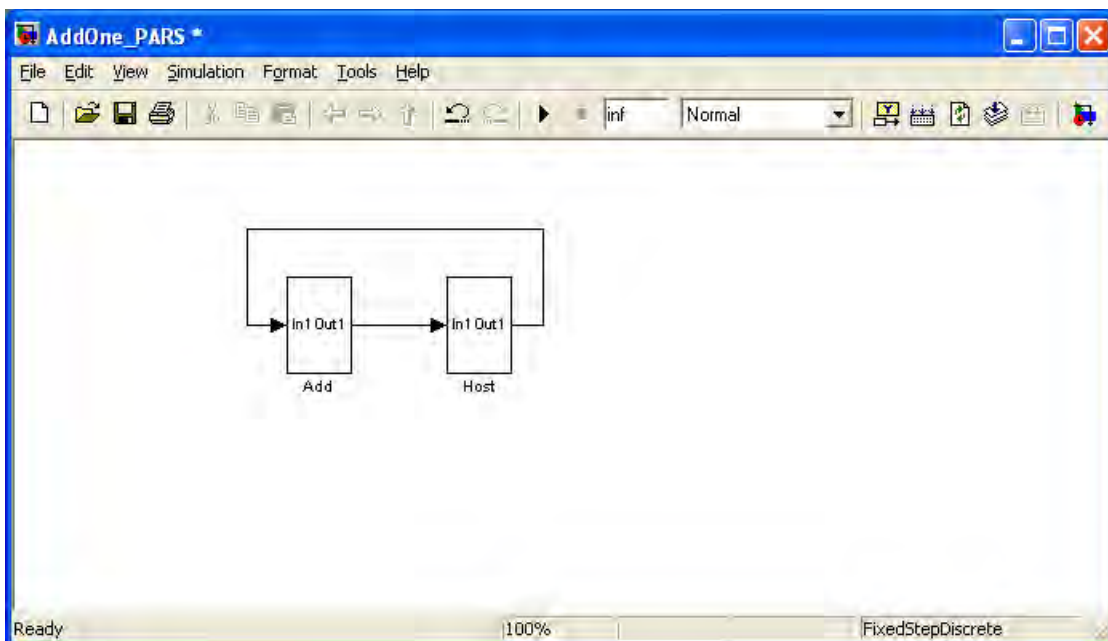 AddOne_PARS *
File Edit View Simulation Format Tools Help
inf Normal
In1 Out1 In1 Out1
Add Host
Ready 100% FixedStepDiscrete